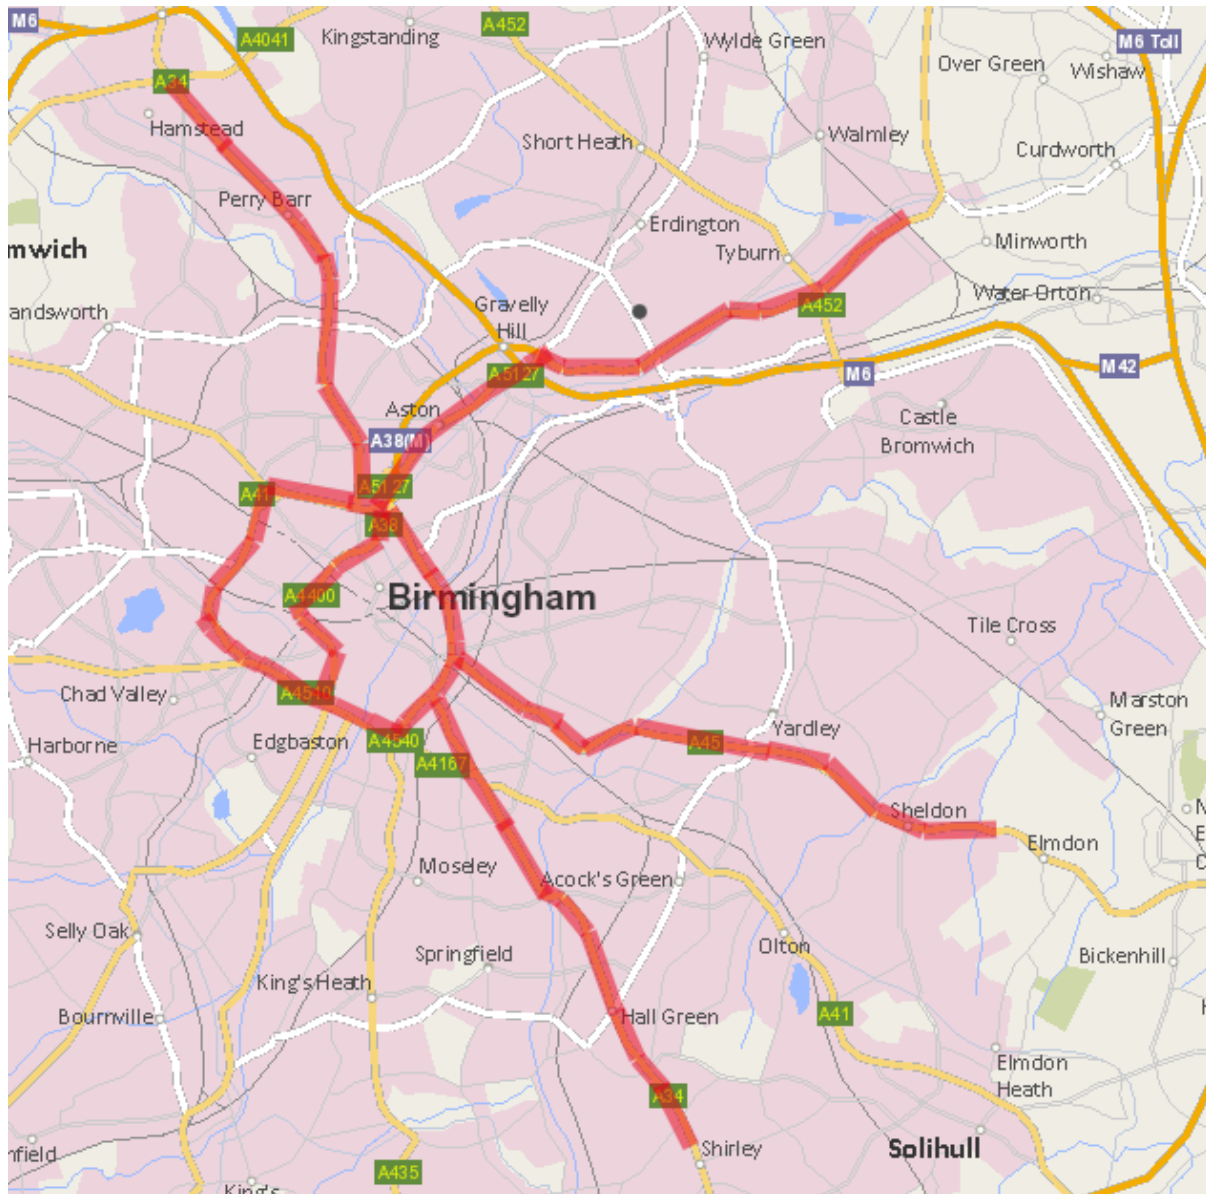 M6
A4041
Kingstanding
A452
Wylde Green
M6 Toll
Over Green
Wishaw
A34
Hamstead
Short Heath
Walmley
Curdworth
Perry Barr
Erdington
Tyburn
Minworth
mwich
Water Orton
andsworth
Gravelly
Hill
A452
A5127
M6
M42
Aston
A38(M)
Castle
Bromwich
A5127
A41
A38
A4400
Birmingham
Tile Cross
Chad Valley
A4540
Marston
Green
Harborne
Edgbaston
A4540
A45
Yardley
A4167
Sheldon
Elmdon
Moseley
Acock's Green
Selly Oak
Springfield
Olton
Bickenhill
King's Heath
Bournville
Hall Green
A41
Elmdon
Heath
A34
nfield
Shirley
Solihull
A435
King's